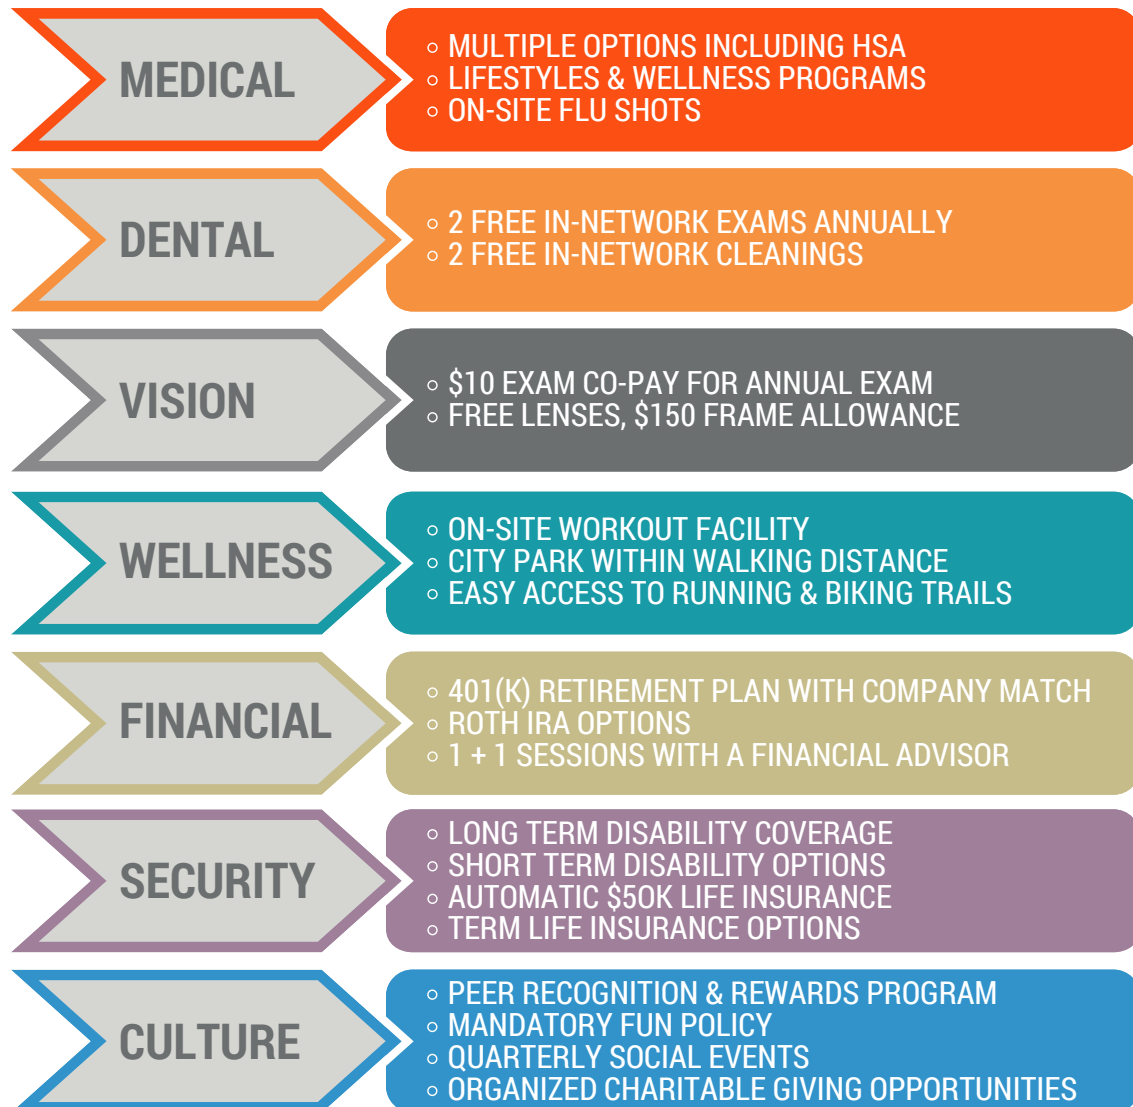 MEDICAL
◦ MULTIPLE OPTIONS INCLUDING HSA
◦ LIFESTYLES & WELLNESS PROGRAMS
◦ ON-SITE FLU SHOTS
DENTAL
◦ 2 FREE IN-NETWORK EXAMS ANNUALLY
◦ 2 FREE IN-NETWORK CLEANINGS
VISION
◦ $10 EXAM CO-PAY FOR ANNUAL EXAM
◦ FREE LENSES, $150 FRAME ALLOWANCE
WELLNESS
◦ ON-SITE WORKOUT FACILITY
◦ CITY PARK WITHIN WALKING DISTANCE
◦ EASY ACCESS TO RUNNING & BIKING TRAILS
FINANCIAL
◦ 401(K) RETIREMENT PLAN WITH COMPANY MATCH
◦ ROTH IRA OPTIONS
◦ 1 + 1 SESSIONS WITH A FINANCIAL ADVISOR
SECURITY
◦ LONG TERM DISABILITY COVERAGE
◦ SHORT TERM DISABILITY OPTIONS
◦ AUTOMATIC $50K LIFE INSURANCE
◦ TERM LIFE INSURANCE OPTIONS
CULTURE
◦ PEER RECOGNITION & REWARDS PROGRAM
◦ MANDATORY FUN POLICY
◦ QUARTERLY SOCIAL EVENTS
◦ ORGANIZED CHARITABLE GIVING OPPORTUNITIES